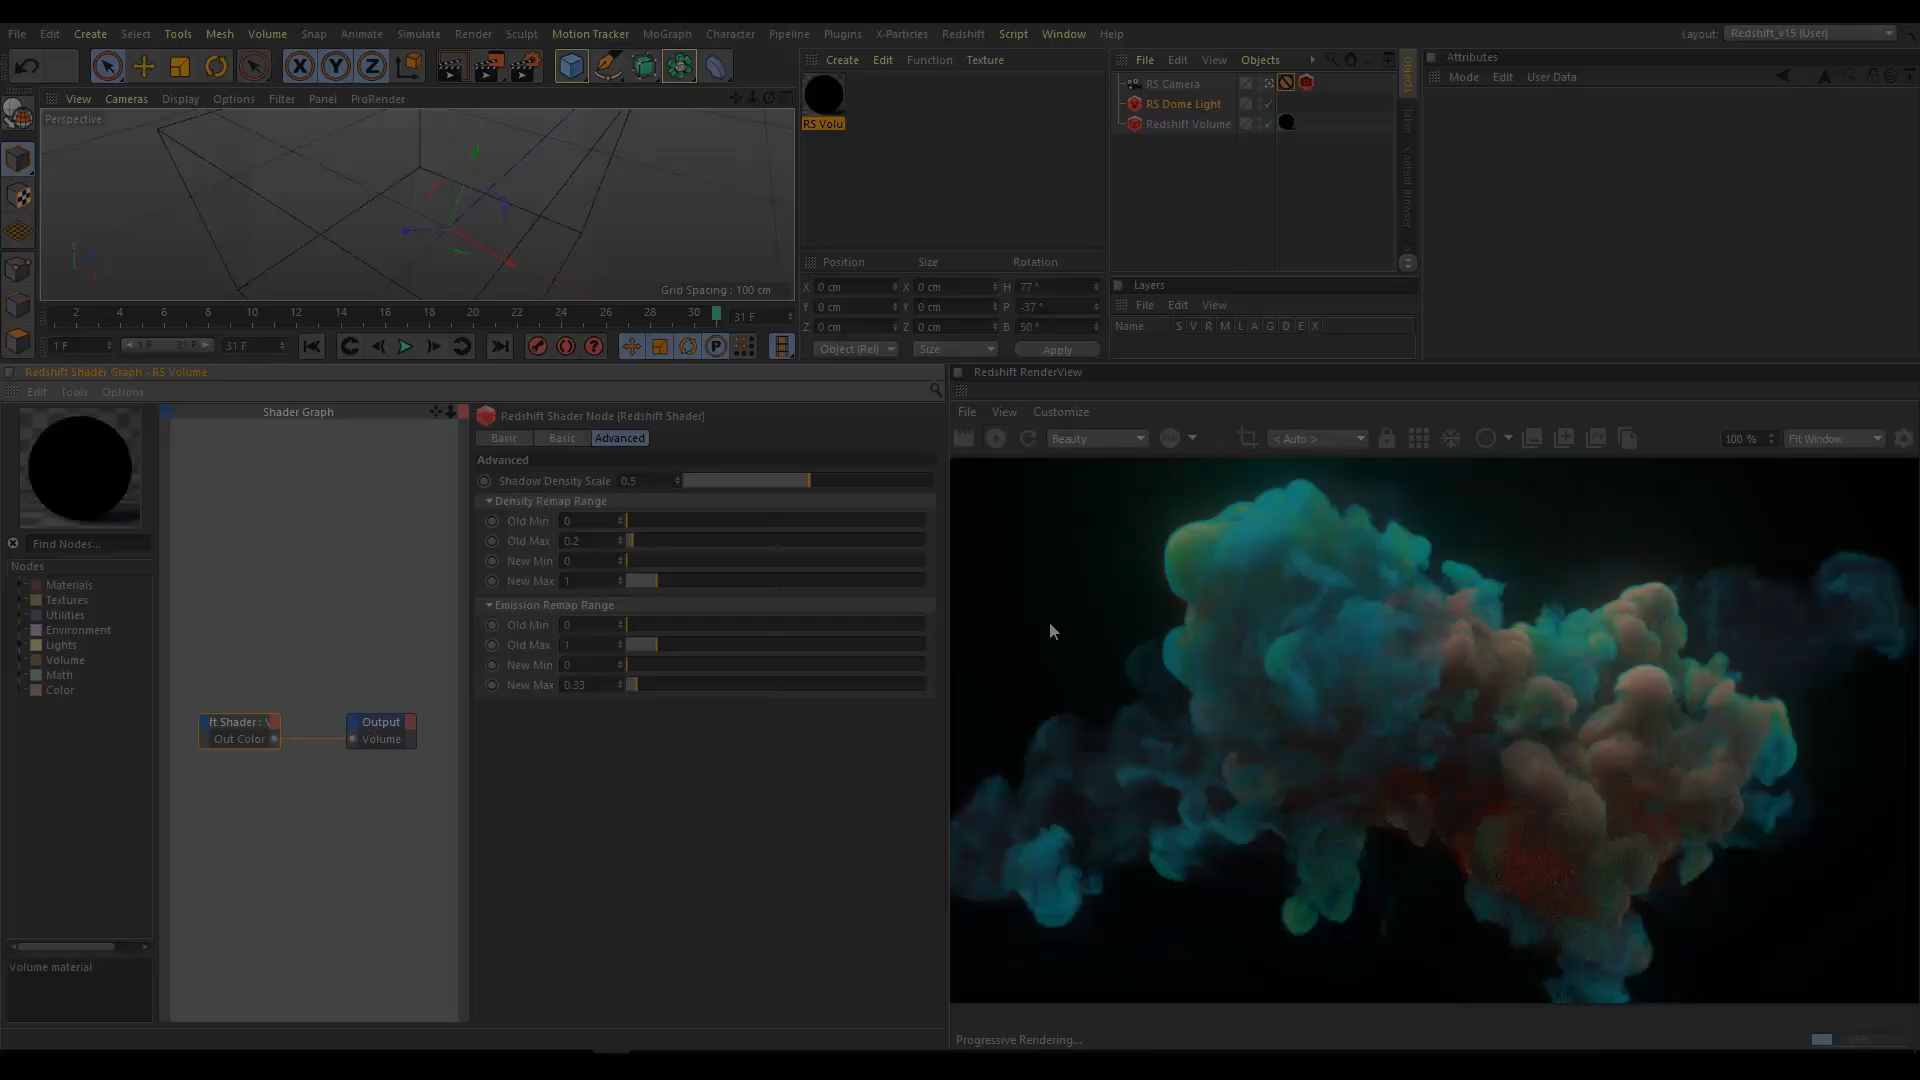 File Edit Create Select Tools Mesh Volume Snap Animate Simulate Render Sculpt Motion Tracker MoGraph Character Pipeline Plugins X-Particles Redshift Script Window Help Layout: Redshift_v15 (User)
X Y Z
View Cameras Display Options Filter Panel ProRender
Perspective
Grid Spacing : 100 cm
2 4 6 8 10 12 14 16 18 20 22 24 26 28 30 31 F
1 F 1 F 31 F 31 F
Create Edit Function Texture
RS Volu
Position Size Rotation
X 0 cm X 0 cm H 77 °
Y 0 cm Y 0 cm P -37 °
Z 0 cm Z 0 cm B 50 °
Object (Rel) Size Apply
File Edit View Objects
RS Camera
RS Dome Light
Redshift Volume
Objects
Takes
Content Browser
Layers
File Edit View
Name S V R M L A G D E X
Attributes
Mode Edit User Data
Redshift Shader Graph - RS Volume
Edit Tools Options
Find Nodes...
Nodes
Materials
Textures
Utilities
Environment
Lights
Volume
Math
Color
Volume material
Shader Graph
ft Shader : V
Out Color
Output
Volume
Redshift Shader Node [Redshift Shader]
Basic Basic Advanced
Advanced
Shadow Density Scale 0.5
Density Remap Range
Old Min 0
Old Max 0.2
New Min 0
New Max 1
Emission Remap Range
Old Min 0
Old Max 1
New Min 0
New Max 0.33
Redshift RenderView
File View Customize
Beauty < Auto > 100 % Fit Window
Progressive Rendering...